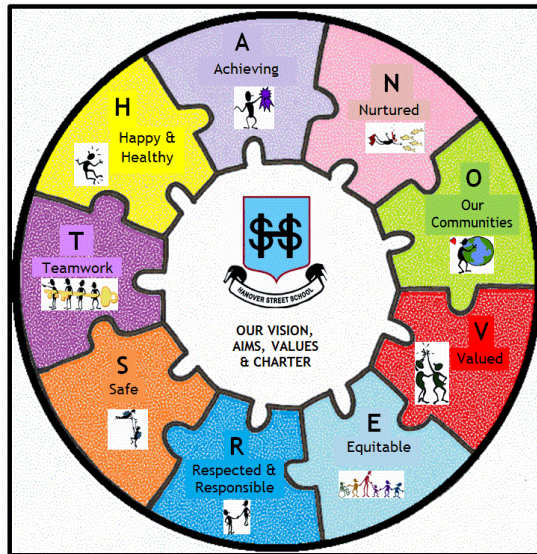 H
Happy &
Healthy
A
Achieving
N
Nurtured
O
Our
Communities
V
Valued
E
Equitable
R
Respected &
Responsible
S
Safe
T
Teamwork
HANOVER STREET SCHOOL
OUR VISION,
AIMS, VALUES
& CHARTER